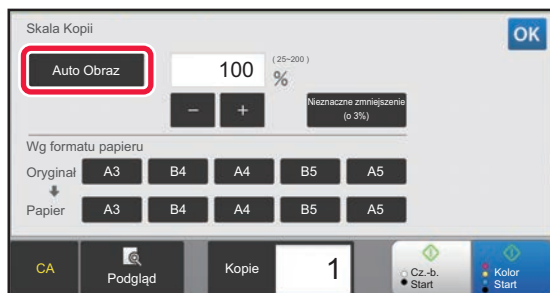 Skala Kopii
OK
Auto Obraz
100
(25~200)
%
−
+
Nieznaczne zmniejszenie
(o 3%)
Wg formatu papieru
Oryginał
A3
B4
A4
B5
A5
Papier
A3
B4
A4
B5
A5
CA
Podgląd
Kopie
1
Cz.-b.
Start
Kolor
Start